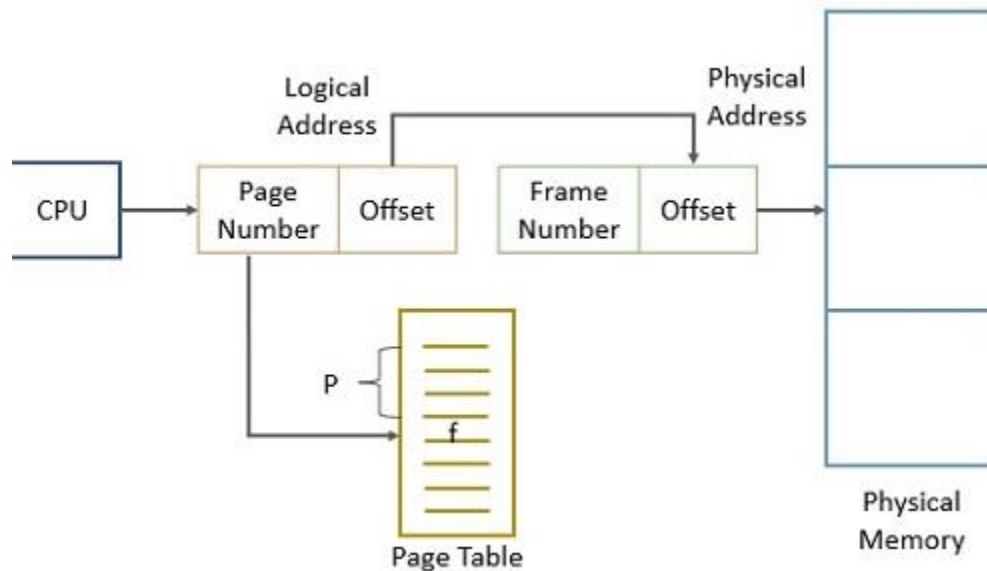 Logical
Address
Physical
Address
CPU
Page
Number
Offset
Frame
Number
Offset
P
f
Page Table
Physical
Memory